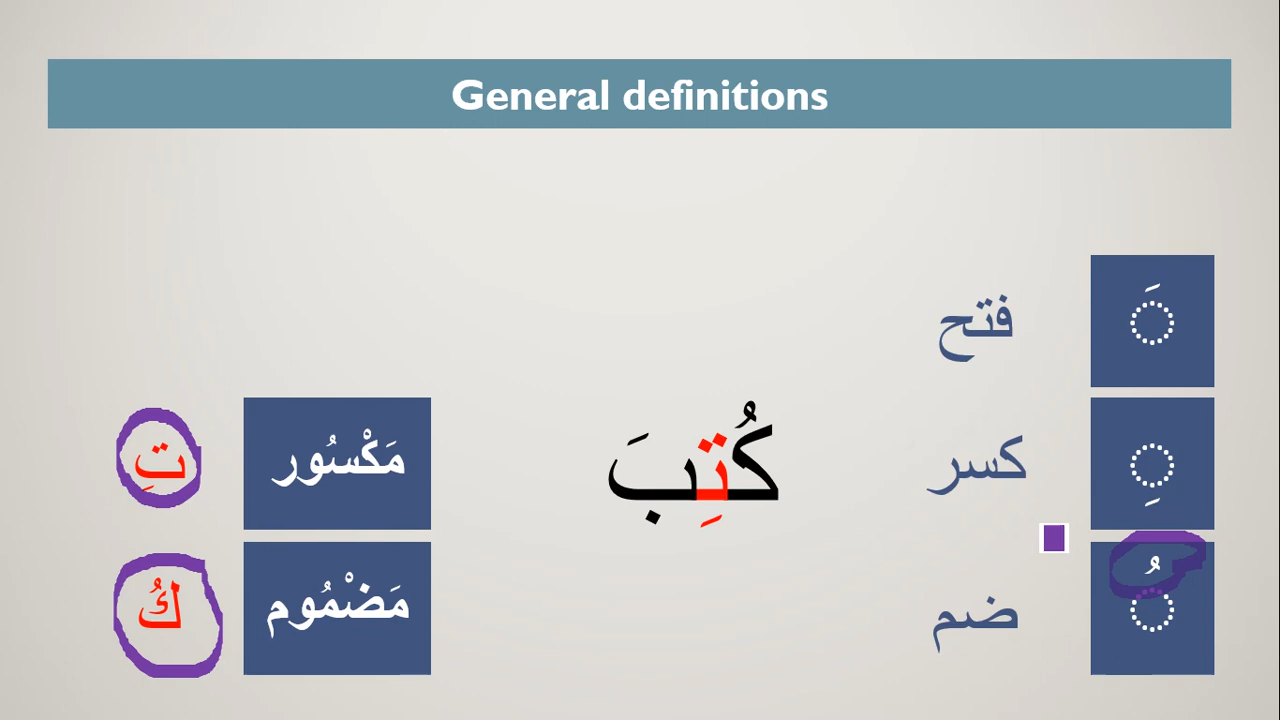 General definitions
فتح
كسر
ضم
كُتِبَ
مَكْسُور
تِ
مَضْمُوم
كُ